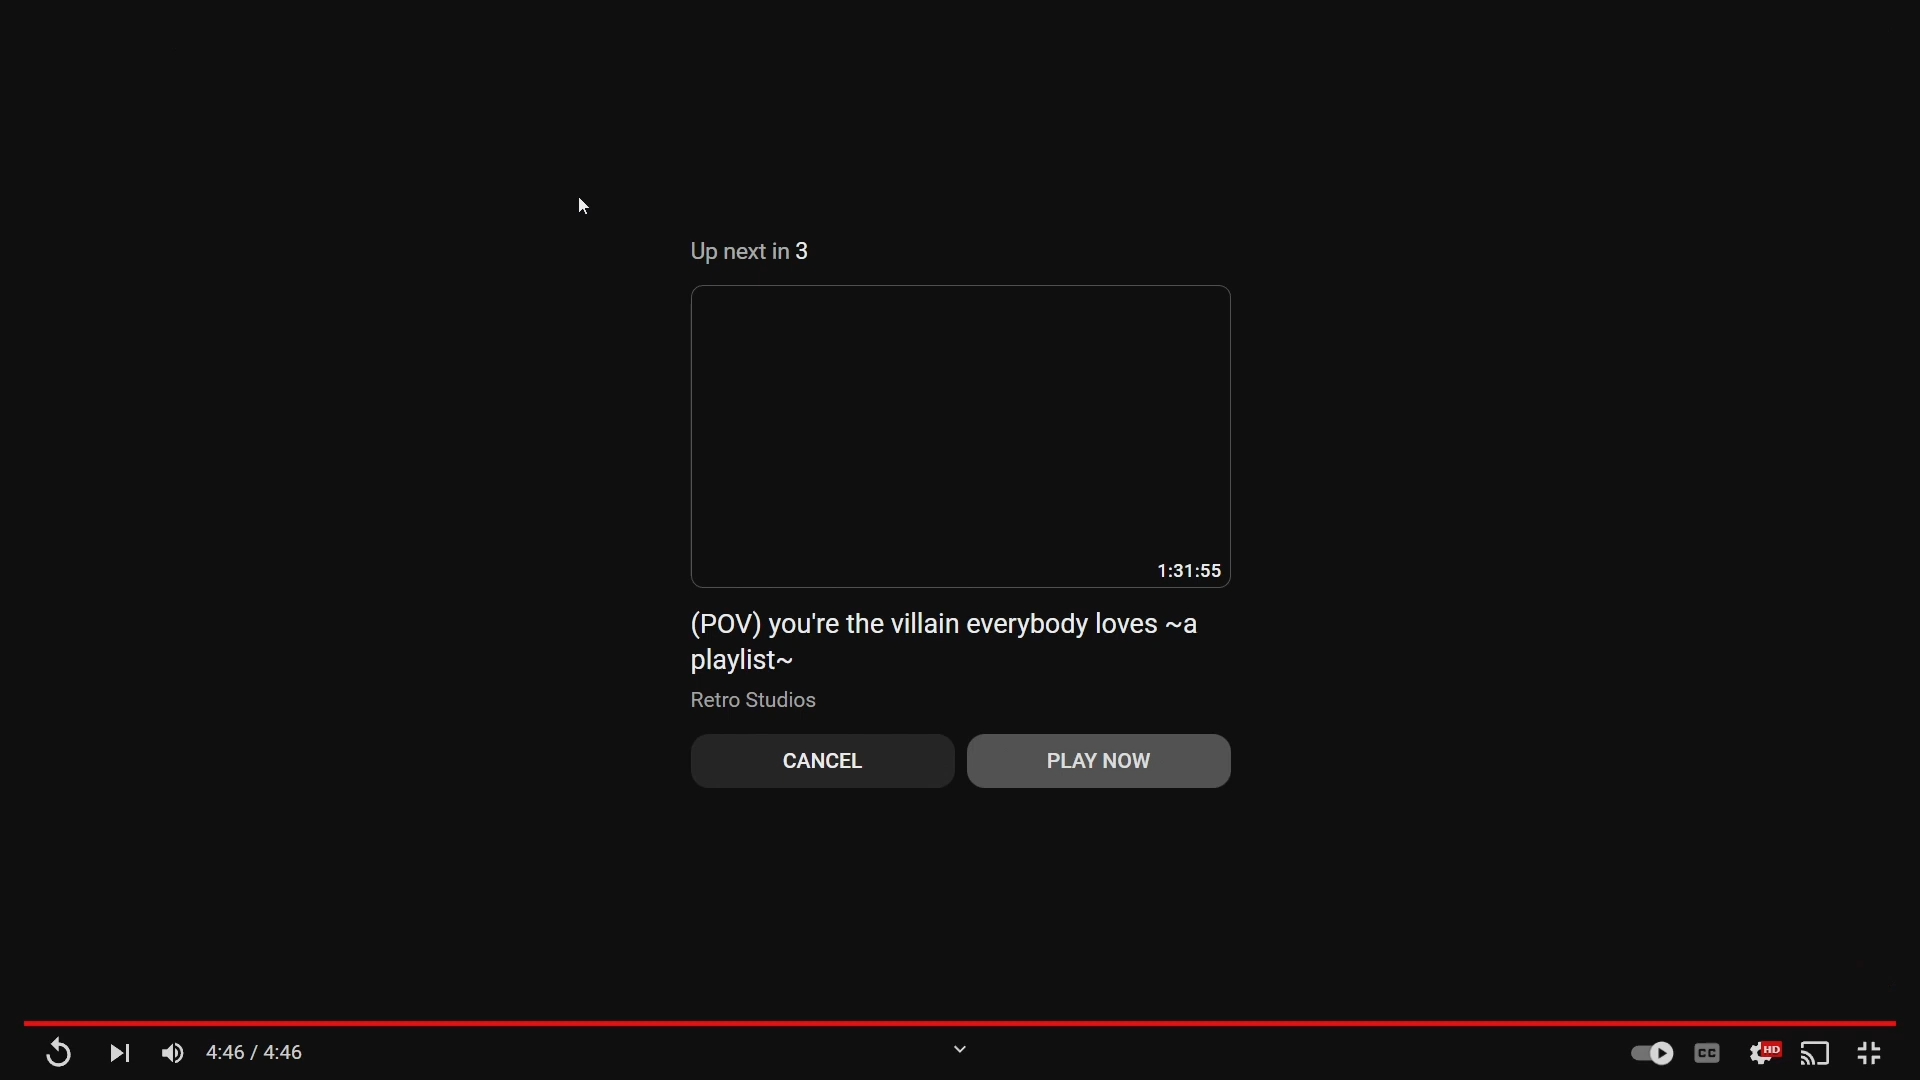 Up next in 3
1:31:55
(POV) you're the villain everybody loves ~a
playlist~
Retro Studios
CANCEL
PLAY NOW
4:46 / 4:46
CC
HD